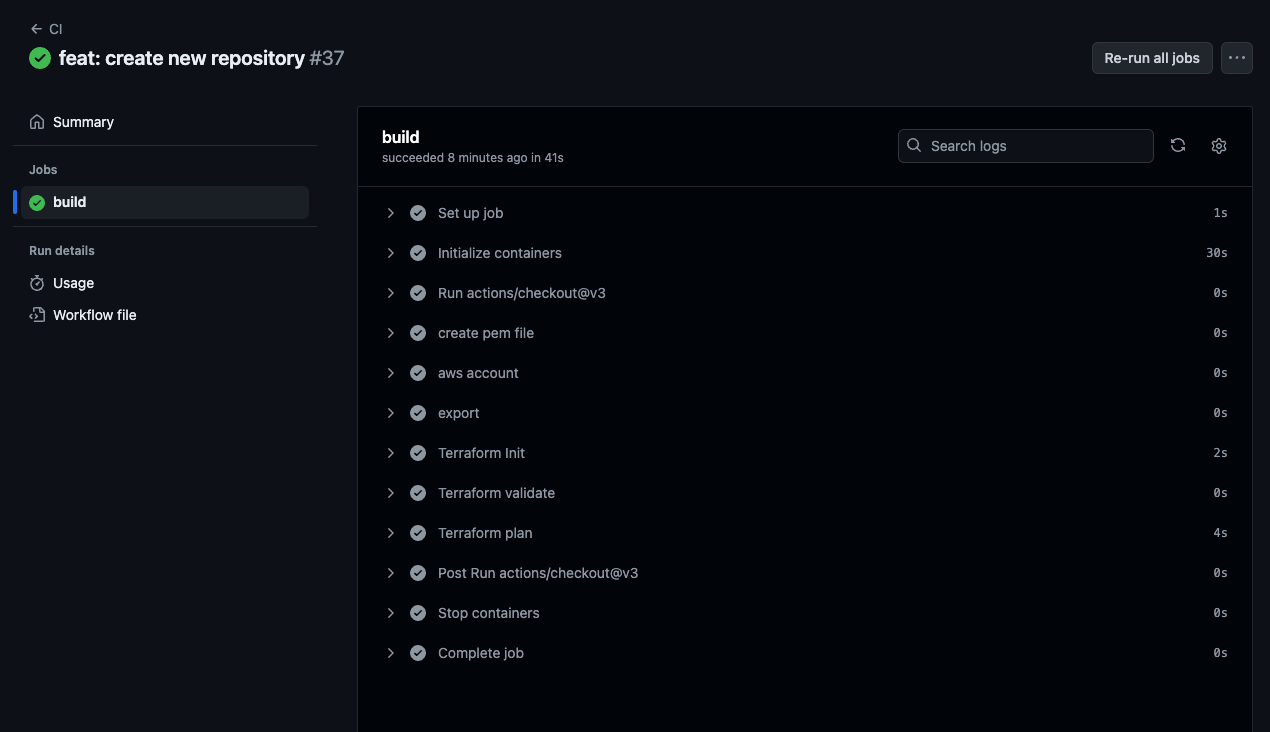 CI
feat: create new repository #37
Re-run all jobs
Summary
Jobs
build
Run details
Usage
Workflow file
build
succeeded 8 minutes ago in 41s
Search logs
Set up job 1s
Initialize containers 30s
Run actions/checkout@v3 0s
create pem file 0s
aws account 0s
export 0s
Terraform Init 2s
Terraform validate 0s
Terraform plan 4s
Post Run actions/checkout@v3 0s
Stop containers 0s
Complete job 0s